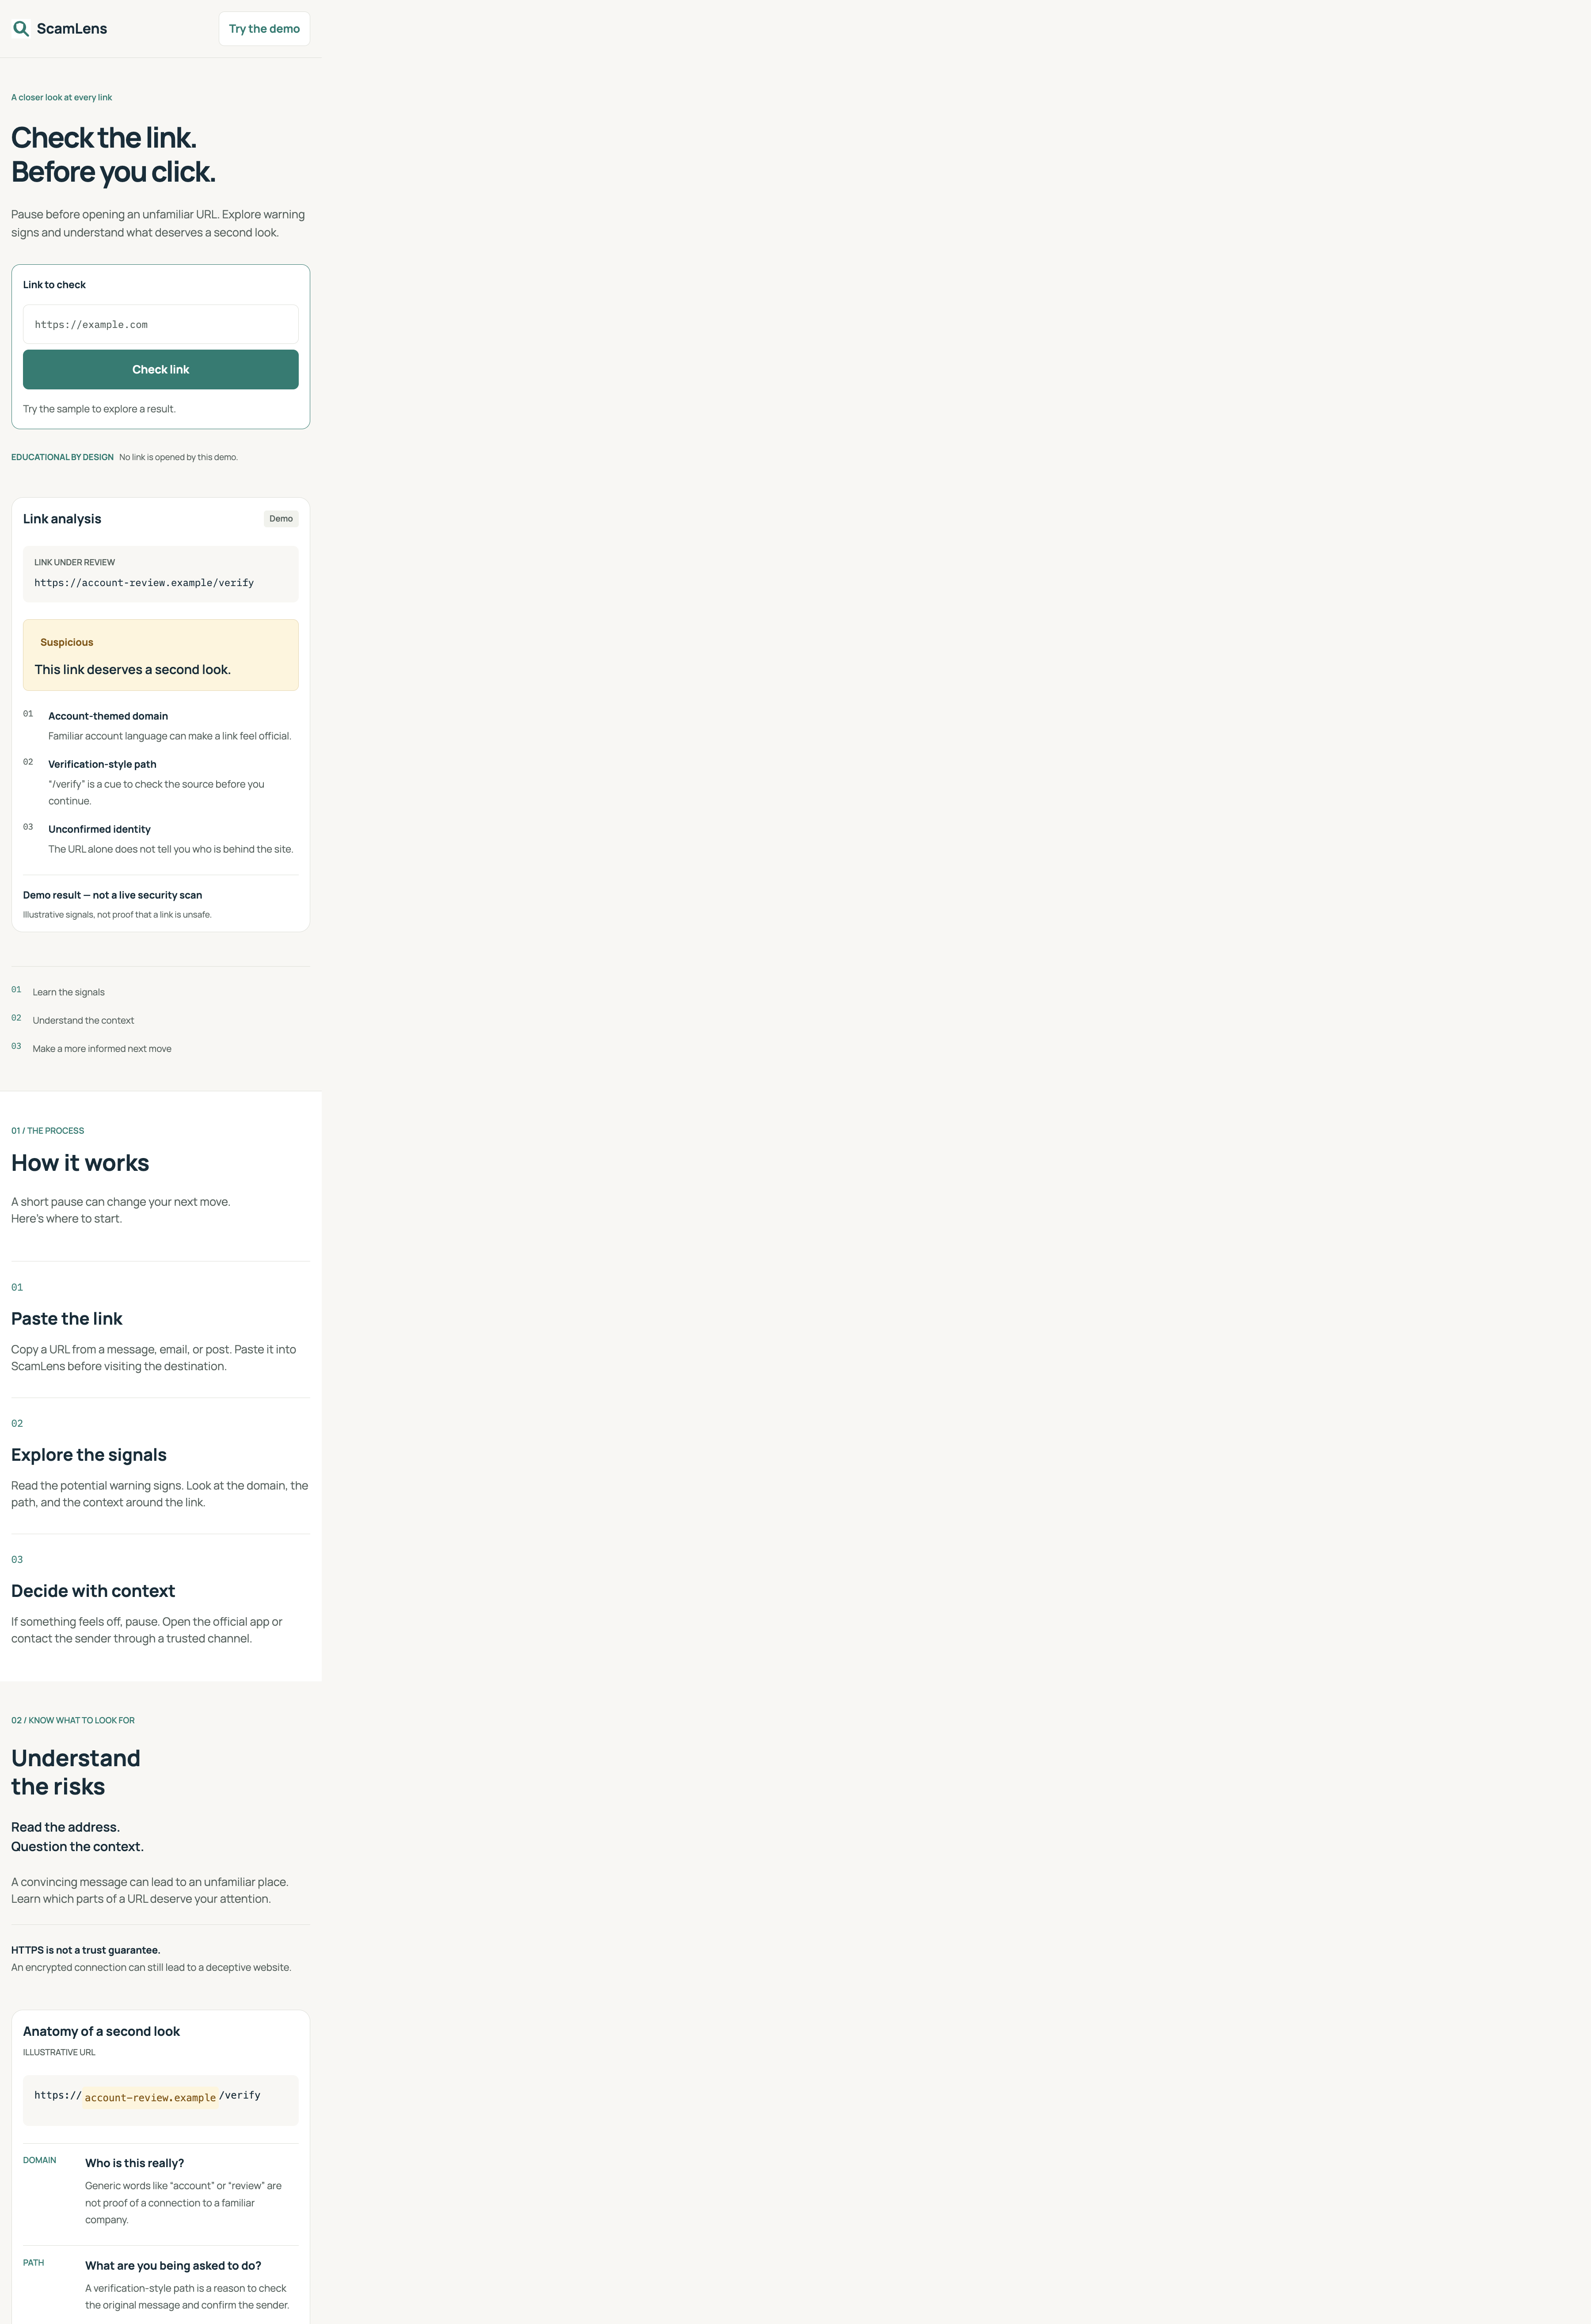 ScamLens
Try the demo
A closer look at every link
Check the link.
Before you click.
Pause before opening an unfamiliar URL. Explore warning
signs and understand what deserves a second look.
Link to check
https://example.com
Check link
Try the sample to explore a result.
EDUCATIONAL BY DESIGN No link is opened by this demo.
Link analysis
Demo
LINK UNDER REVIEW
https://account-review.example/verify
Suspicious
This link deserves a second look.
01 Account-themed domain
Familiar account language can make a link feel official.
02 Verification-style path
“/verify” is a cue to check the source before you
continue.
03 Unconfirmed identity
The URL alone does not tell you who is behind the site.
Demo result — not a live security scan
Illustrative signals, not proof that a link is unsafe.
01 Learn the signals
02 Understand the context
03 Make a more informed next move
01 / THE PROCESS
How it works
A short pause can change your next move.
Here’s where to start.
01
Paste the link
Copy a URL from a message, email, or post. Paste it into
ScamLens before visiting the destination.
02
Explore the signals
Read the potential warning signs. Look at the domain, the
path, and the context around the link.
03
Decide with context
If something feels off, pause. Open the official app or
contact the sender through a trusted channel.
02 / KNOW WHAT TO LOOK FOR
Understand
the risks
Read the address.
Question the context.
A convincing message can lead to an unfamiliar place.
Learn which parts of a URL deserve your attention.
HTTPS is not a trust guarantee.
An encrypted connection can still lead to a deceptive website.
Anatomy of a second look
ILLUSTRATIVE URL
https://account-review.example/verify
DOMAIN
Who is this really?
Generic words like “account” or “review” are
not proof of a connection to a familiar
company.
PATH
What are you being asked to do?
A verification-style path is a reason to check
the original message and confirm the sender.